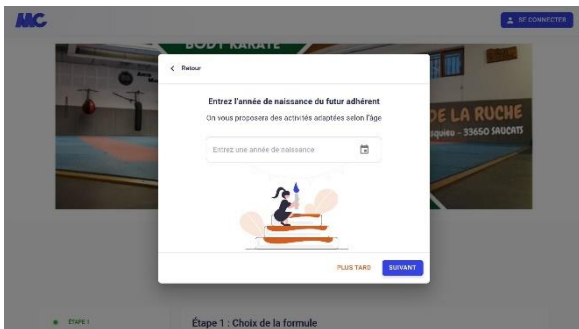 MC
SE CONNECTER
BODY KARATE
DE LA RUCHE
33650 SAUCATS
Retour
Entrez l'année de naissance du futur adhérent
On vous proposera des activités adaptées selon l'âge
Entrez une année de naissance
PLUS TARD
SUIVANT
ÉTAPE 1
Étape 1 : Choix de la formule